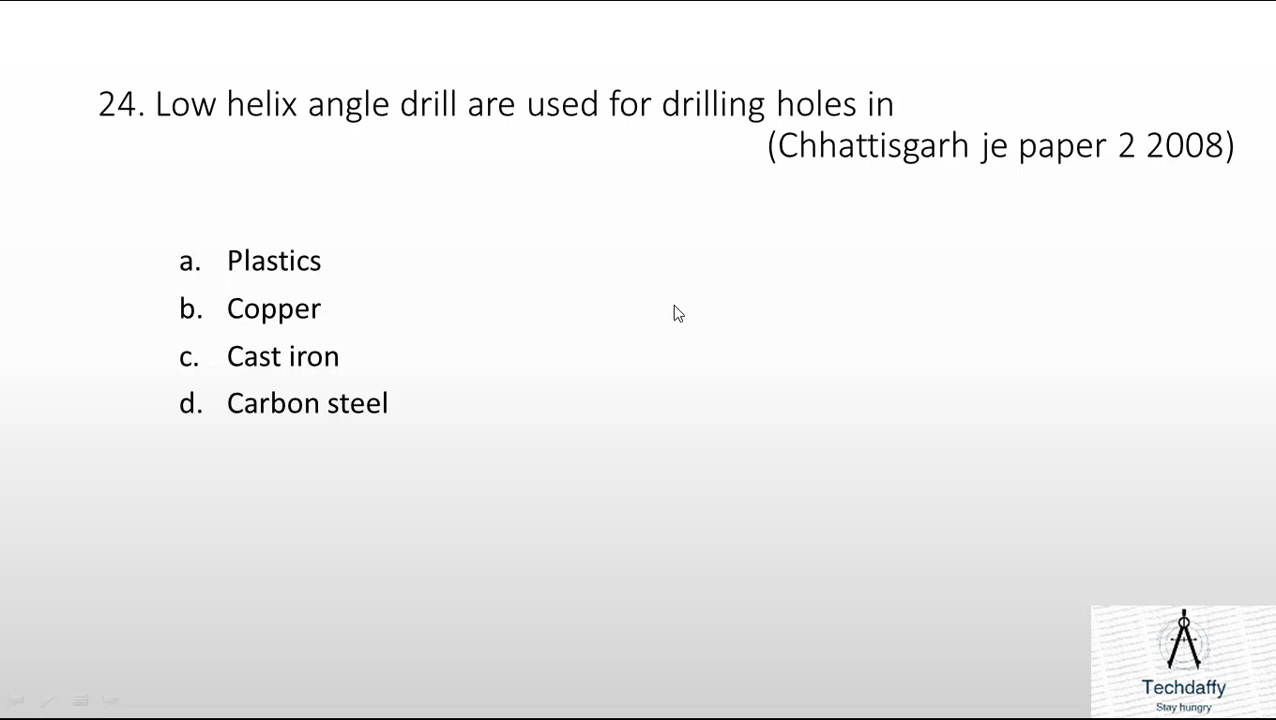 24. Low helix angle drill are used for drilling holes in
(Chhattisgarh je paper 2 2008)
a. Plastics
b. Copper
c. Cast iron
d. Carbon steel
Techdaffy
Stay hungry